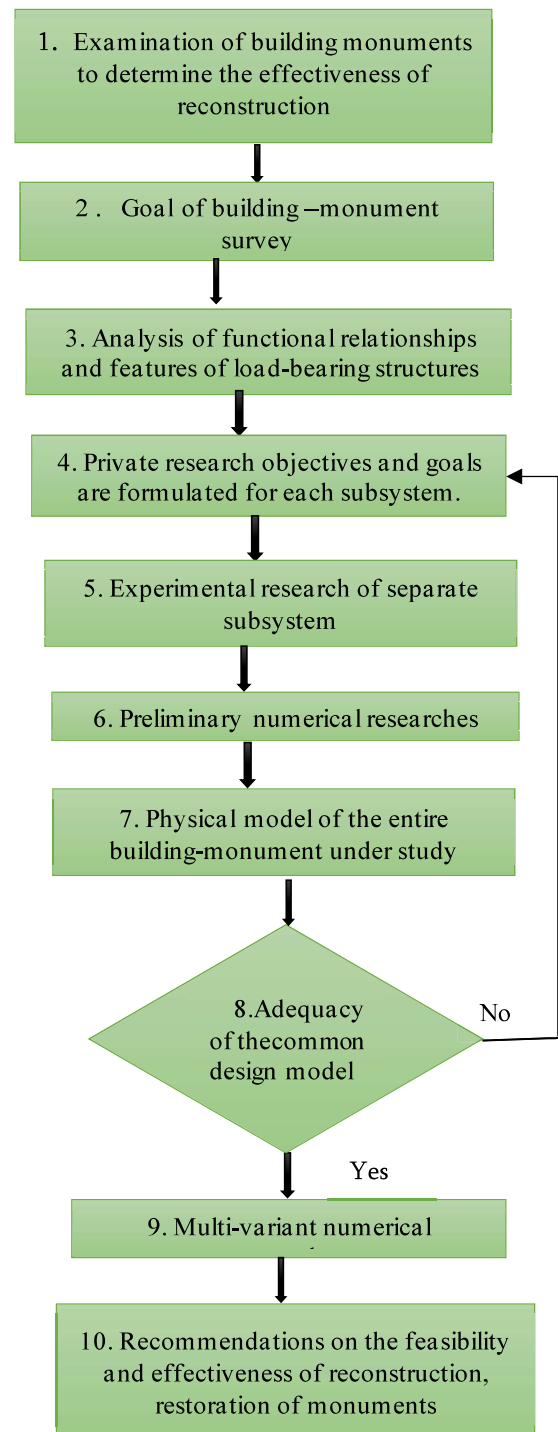 1. Examination of building monuments
to determine the effectiveness of
reconstruction
2 . Goal of building –monument
survey
3. Analysis of functional relationships
and features of load-bearing structures
4. Private research objectives and goals
are formulated for each subsystem.
5. Experimental research of separate
subsystem
6. Preliminary numerical researches
7. Physical model of the entire
building-monument under study
8.Adequacy
of thecommon
design model
No
Yes
9. Multi-variant numerical
10. Recommendations on the feasibility
and effectiveness of reconstruction,
restoration of monuments